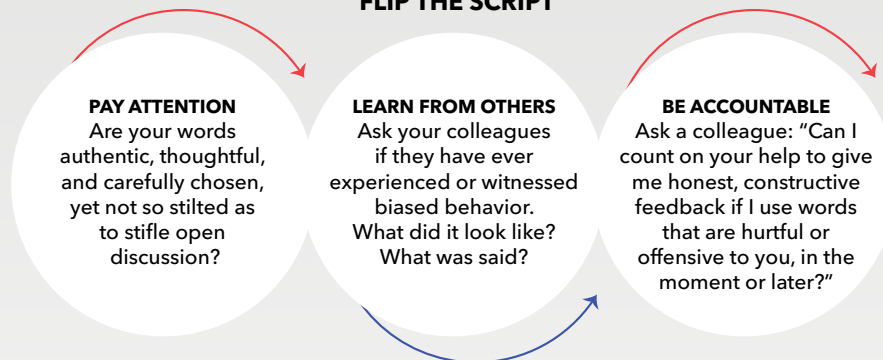 FLIP THE SCRIPT
PAY ATTENTION
Are your words
authentic, thoughtful,
and carefully chosen,
yet not so stilted as
to stifle open
discussion?
LEARN FROM OTHERS
Ask your colleagues
if they have ever
experienced or witnessed
biased behavior.
What did it look like?
What was said?
BE ACCOUNTABLE
Ask a colleague: “Can I
count on your help to give
me honest, constructive
feedback if I use words
that are hurtful or
offensive to you, in the
moment or later?”